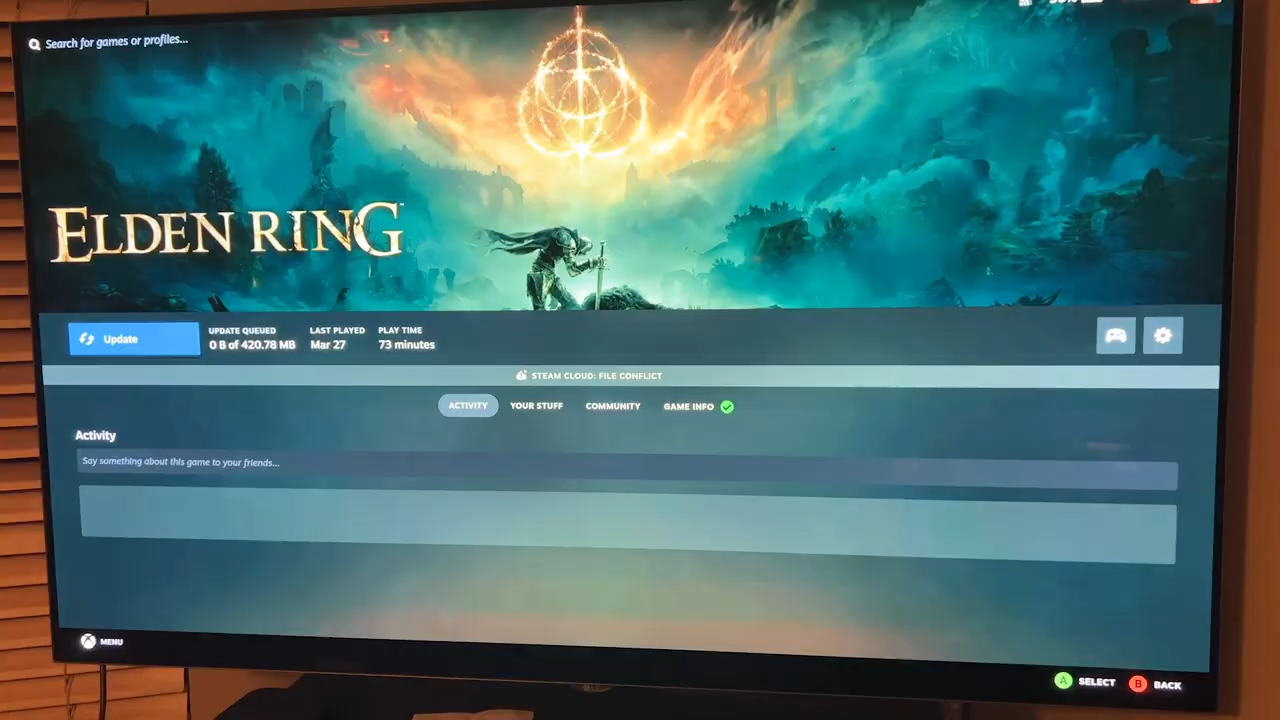 Search for games or profiles...
ELDEN RING
Update
UPDATE QUEUED
0 B of 420.78 MB
LAST PLAYED
Mar 27
PLAY TIME
73 minutes
STEAM CLOUD: FILE CONFLICT
ACTIVITY YOUR STUFF COMMUNITY GAME INFO
Activity
Say something about this game to your friends...
MENU
A SELECT B BACK